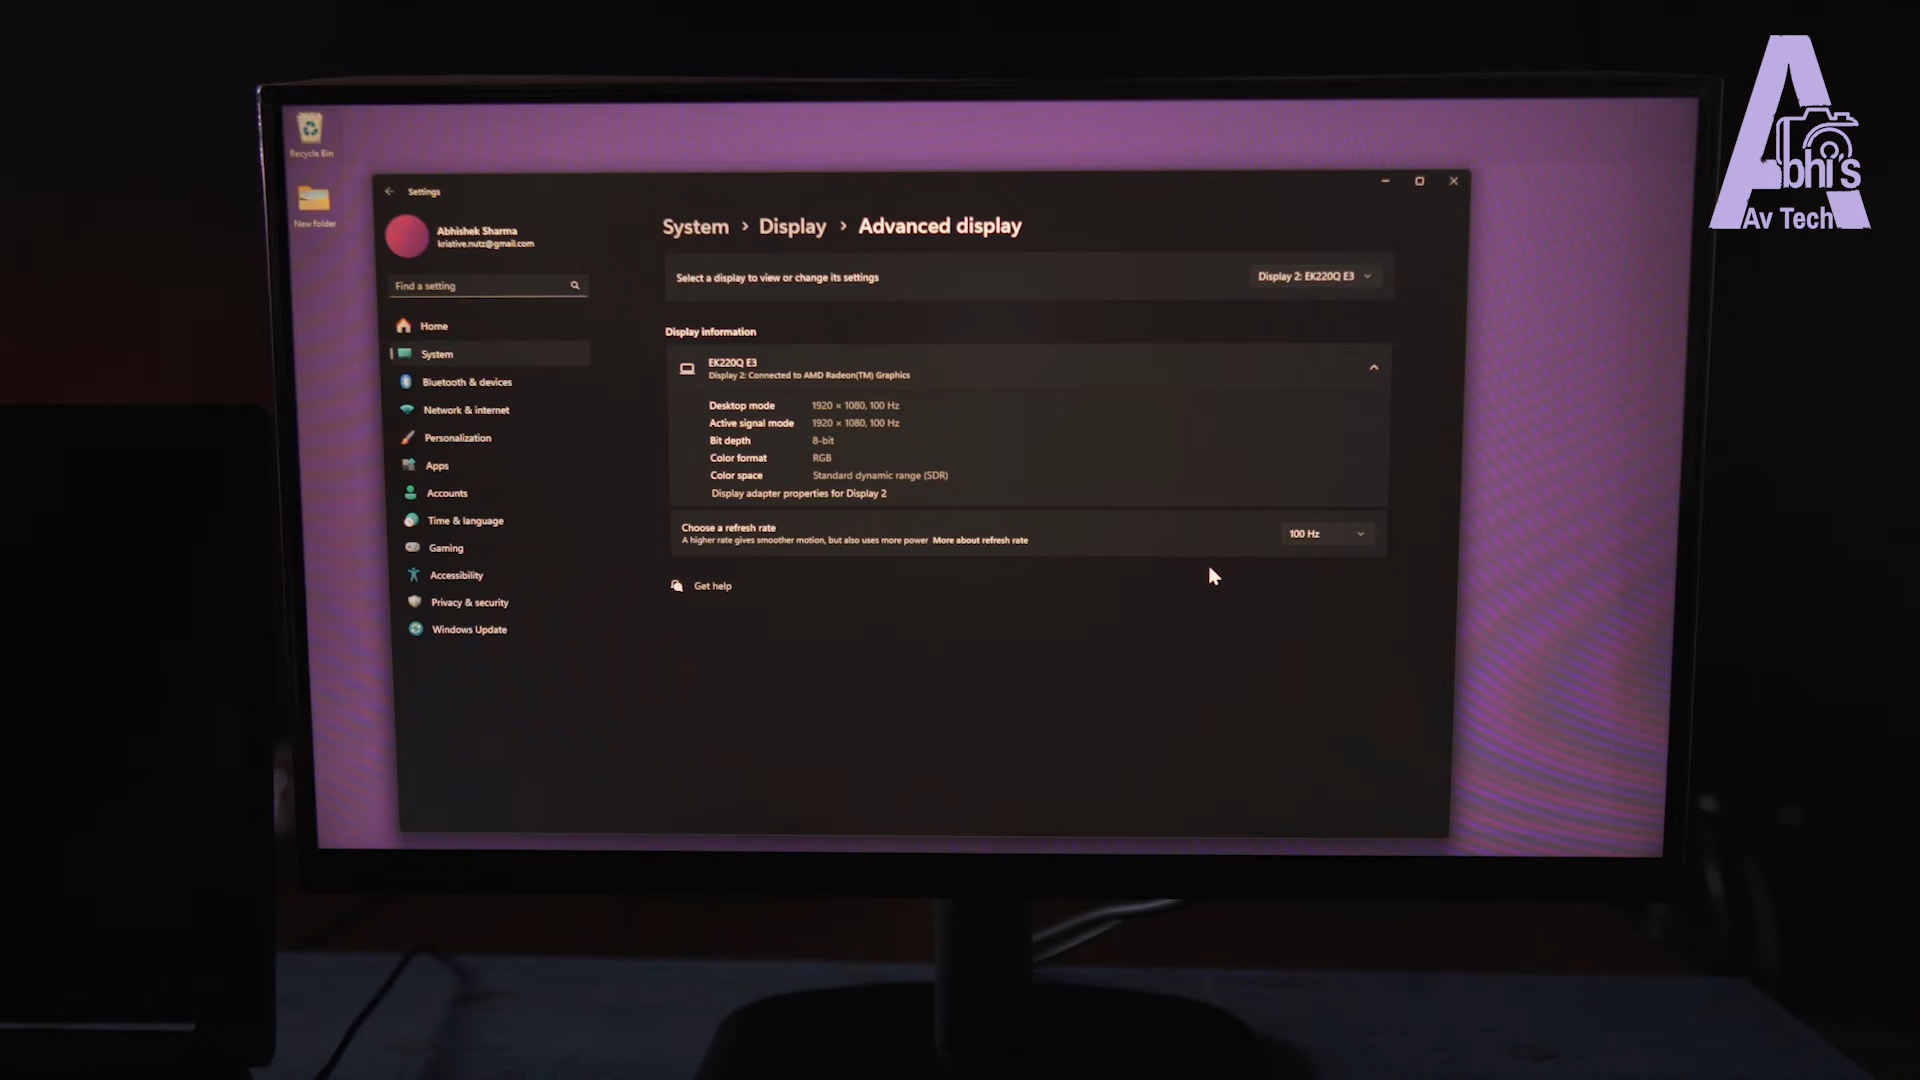 Abhi's
Av Tech
Recycle Bin
New folder
Settings
Abhishek Sharma
kriative.nutz@gmail.com
Find a setting
Home
System
Bluetooth & devices
Network & internet
Personalization
Apps
Accounts
Time & language
Gaming
Accessibility
Privacy & security
Windows Update
System > Display > Advanced display
Select a display to view or change its settings
Display 2: EK220Q E3
Display information
EK220Q E3
Display 2: Connected to AMD Radeon(TM) Graphics
Desktop mode 1920 × 1080, 100 Hz
Active signal mode 1920 × 1080, 100 Hz
Bit depth 8-bit
Color format RGB
Color space Standard dynamic range (SDR)
Display adapter properties for Display 2
Choose a refresh rate
A higher rate gives smoother motion, but also uses more power More about refresh rate
100 Hz
Get help